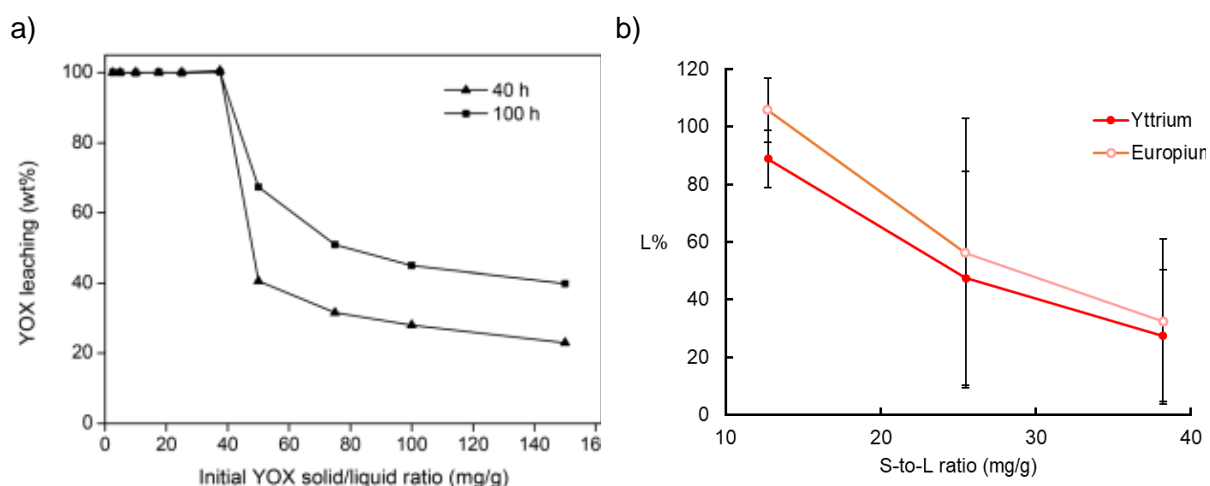 a)
100
80
60
40
20
0
YOX leaching (wt%)
40 h
100 h
0 20 40 60 80 100 120 140 16
Initial YOX solid/liquid ratio (mg/g)
b)
120
100
80
60
40
20
0
L%
Yttrium
Europiur
10 20 30 40
S-to-L ratio (mg/g)